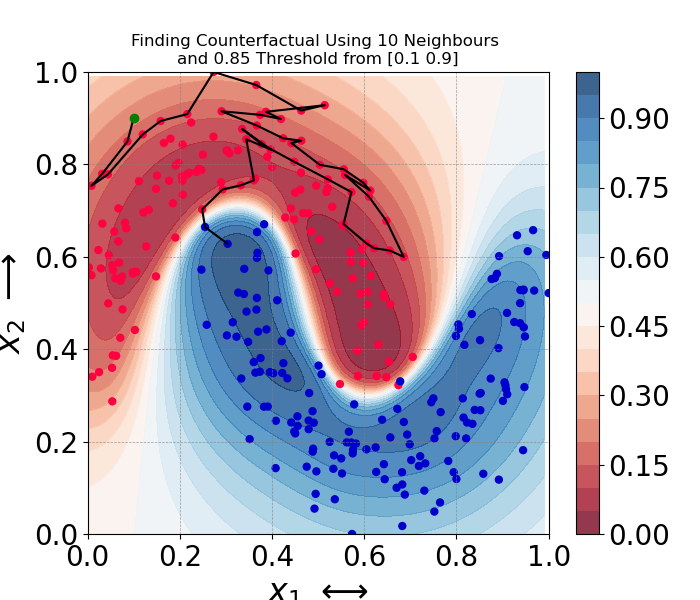 Finding Counterfactual Using 10 Neighbours
and 0.85 Threshold from [0.1 0.9]
1.0
0.8
0.6
0.4
0.2
0.0
x₂ ⟷
0.0 0.2 0.4 0.6 0.8 1.0
x₁ ⟷
0.90
0.75
0.60
0.45
0.30
0.15
0.00